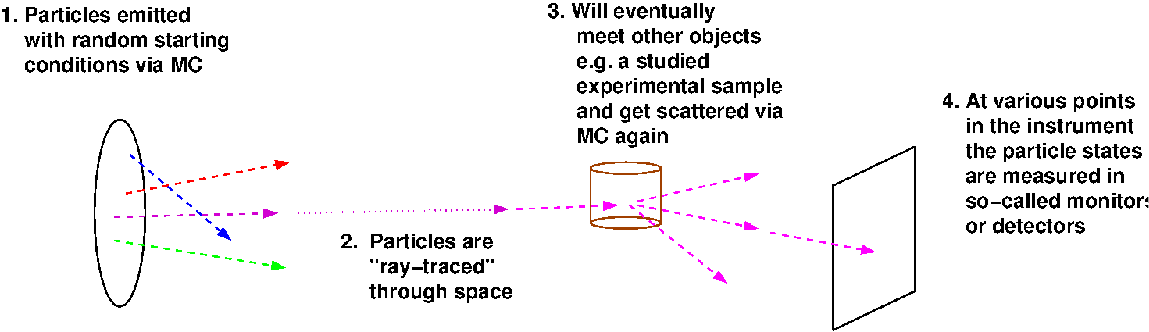 1. Particles emitted
with random starting
conditions via MC
2. Particles are
"ray-traced"
through space
3. Will eventually
meet other objects
e.g. a studied
experimental sample
and get scattered via
MC again
4. At various points
in the instrument
the particle states
are measured in
so-called monitors
or detectors